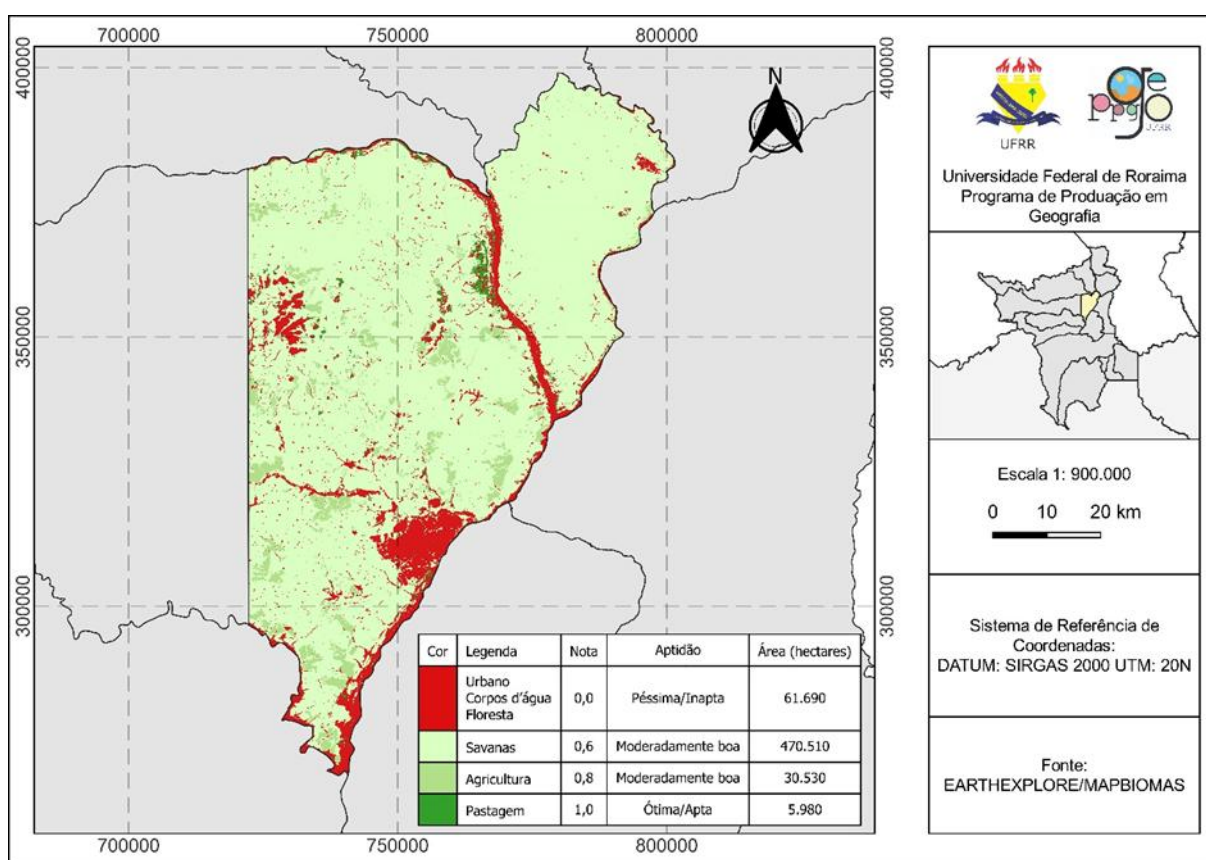 700000 750000 800000
400000 400000
350000 350000
300000 300000
N
Cor Legenda Nota Aptidão Área (hectares)
Urbano
Corpos d'água
Floresta
0,0 Péssima/Inapta 61.690
Savanas 0,6 Moderadamente boa 470.510
Agricultura 0,8 Moderadamente boa 30.530
Pastagem 1,0 Ótima/Apta 5.980
700000 750000 800000
UFRR
ppg
geo
Universidade Federal de Roraima
Programa de Produação em
Geografia
Escala 1: 900.000
0 10 20 km
Sistema de Referência de
Coordenadas:
DATUM: SIRGAS 2000 UTM: 20N
Fonte:
EARTHEXPLORE/MAPBIOMAS